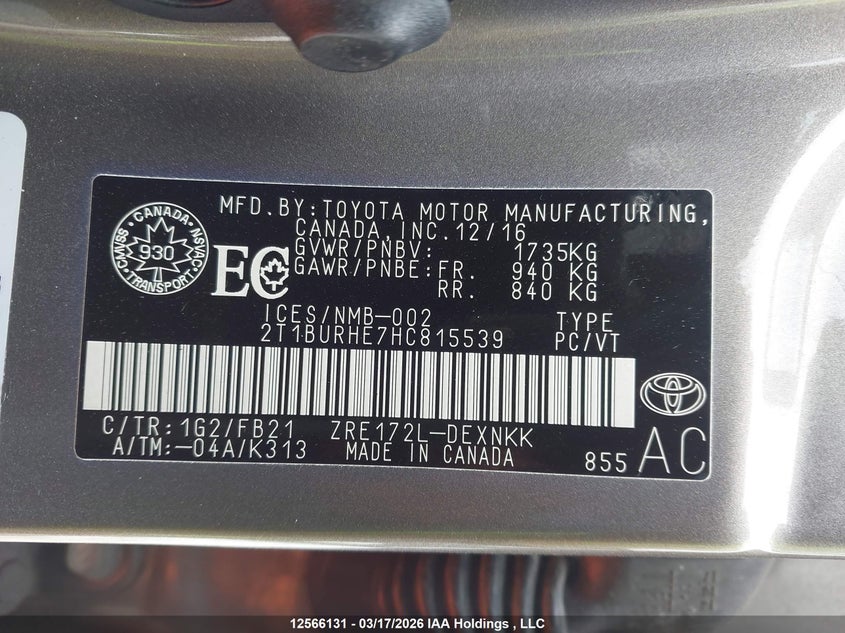 MFD.BY:TOYOTA MOTOR MANUFACTURING,
CANADA,INC.12/16
GVWR/PNBV: 1735KG
GAWR/PNBE:FR. 940 KG
RR. 840 KG
CANADA
CMVSS 930 NSVAC
TRANSPORT
EC
ICES/NMB-002 TYPE
2T1BURHE7HC815539 PC/VT
C/TR:1G2/FB21 ZRE172L-DEXNKK
A/TM:-04A/K313 MADE IN CANADA 855 AC
12566131 - 03/17/2026 IAA Holdings , LLC